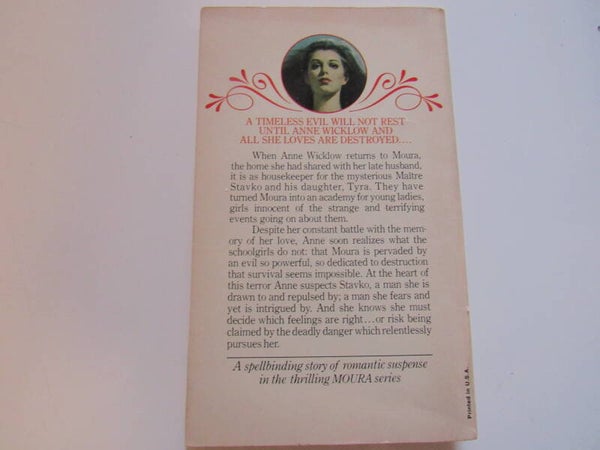 A TIMELESS EVIL WILL NOT REST
UNTIL ANNE WICKLOW AND
ALL SHE LOVES ARE DESTROYED....
When Anne Wicklow returns to Moura,
the home she had shared with her late husband,
it is as housekeeper for the mysterious Maître
Stavko and his daughter, Tyra. They have
turned Moura into an academy for young ladies,
girls innocent of the strange and terrifying
events going on about them.
Despite her constant battle with the mem-
ory of her love, Anne soon realizes what the
schoolgirls do not: that Moura is pervaded by
an evil so powerful, so dedicated to destruction
that survival seems impossible. At the heart of
this terror Anne suspects Stavko, a man she is
drawn to and repulsed by; a man she fears and
yet is intrigued by. And she knows she must
decide which feelings are right...or risk being
claimed by the deadly danger which relentlessly
pursues her.
A spellbinding story of romantic suspense
in the thrilling MOURA series
Printed in U.S.A.